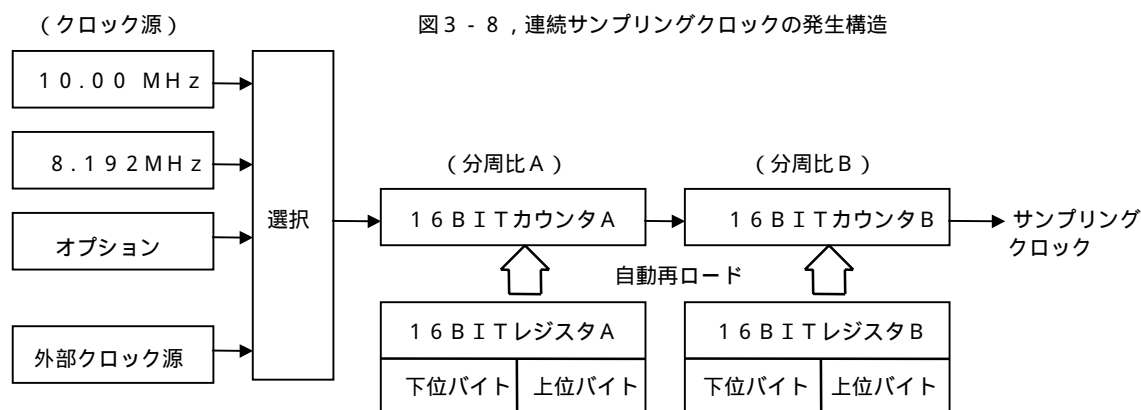 (クロック源)
図3-8,連続サンプリングクロックの発生構造
10.00 MHz
8.192MHz
オプション
外部クロック源
選択
(分周比A)
(分周比B)
16BITカウンタA
16BITカウンタB
サンプリング
クロック
自動再ロード
16BITレジスタA
16BITレジスタB
下位バイト 上位バイト
下位バイト 上位バイト